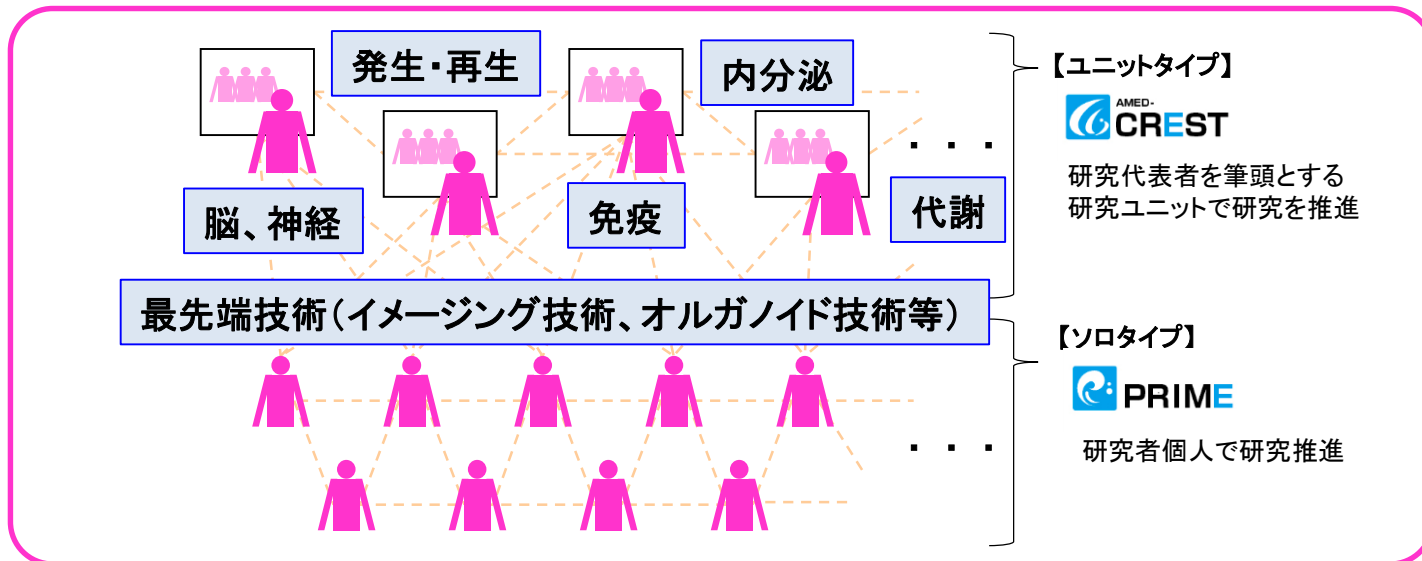 発生・再生
内分泌
脳、神経
免疫
代謝
・・・
最先端技術(イメージング技術、オルガノイド技術等)
・・・
【ユニットタイプ】
AMED-
CREST
研究代表者を筆頭とする
研究ユニットで研究を推進
【ソロタイプ】
PRIME
研究者個人で研究推進